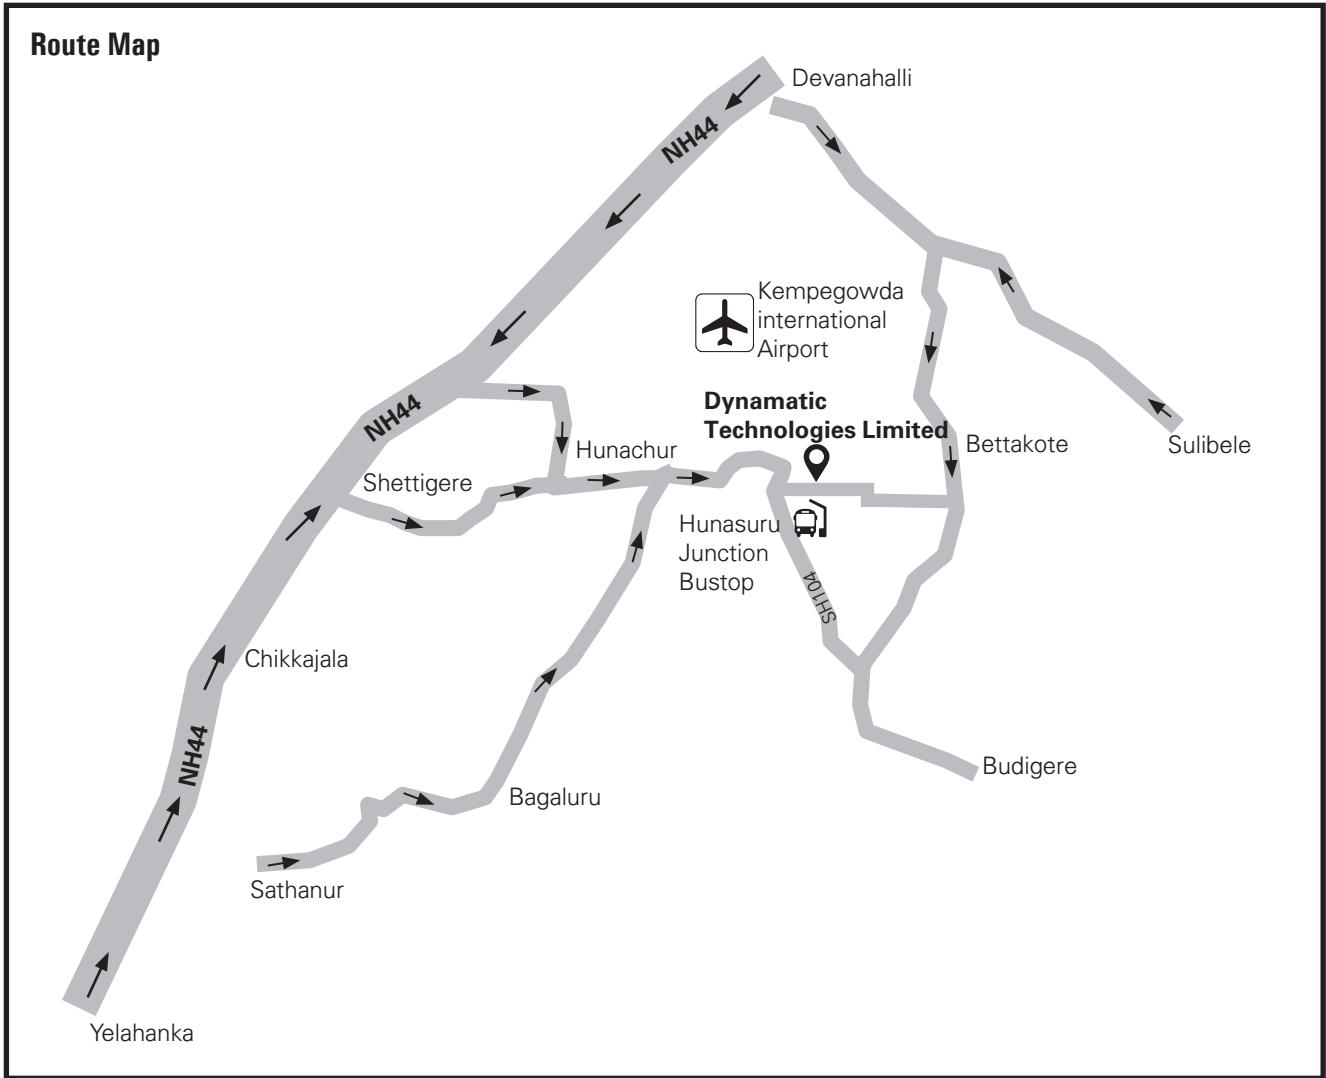 Route Map
Devanahalli
NH44
Kempegowda
international
Airport
Dynamatic
Technologies Limited
NH44
Hunachur
Bettakote
Sulibele
Shettigere
Hunasuru
Junction
Bustop
SH104
Chikkajala
NH44
Budigere
Bagaluru
Sathanur
Yelahanka